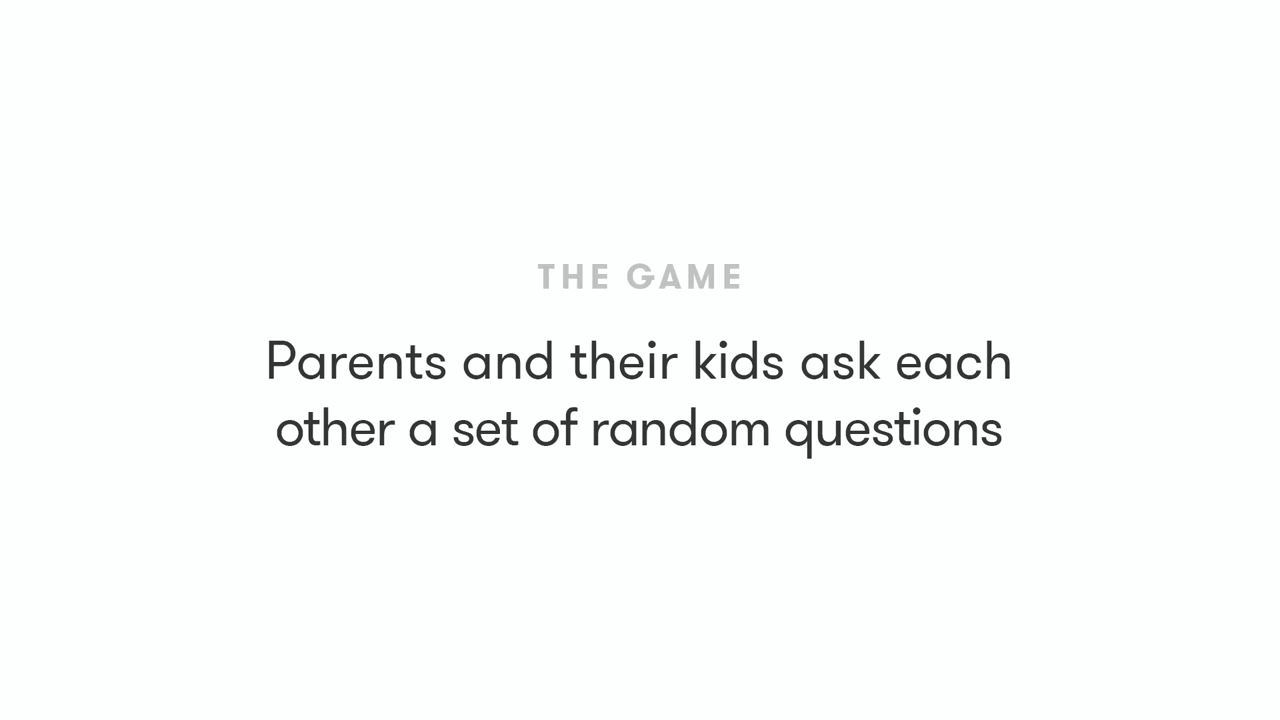 THE GAME
Parents and their kids ask each
other a set of random questions